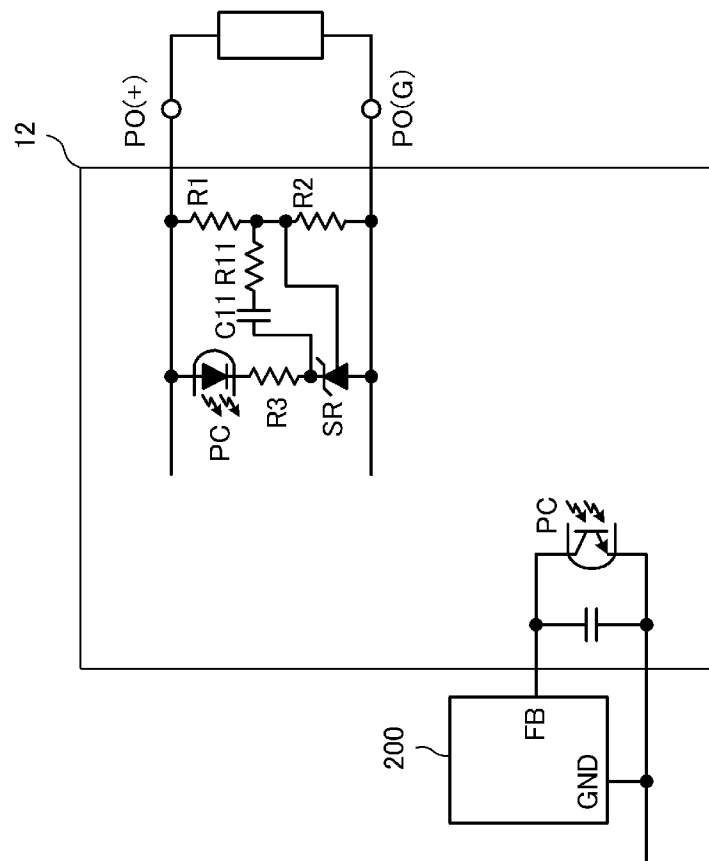 12
PO(+)
PO(G)
R1
R2
R11
C11
R3
PC
SR
PC
200
FB
GND